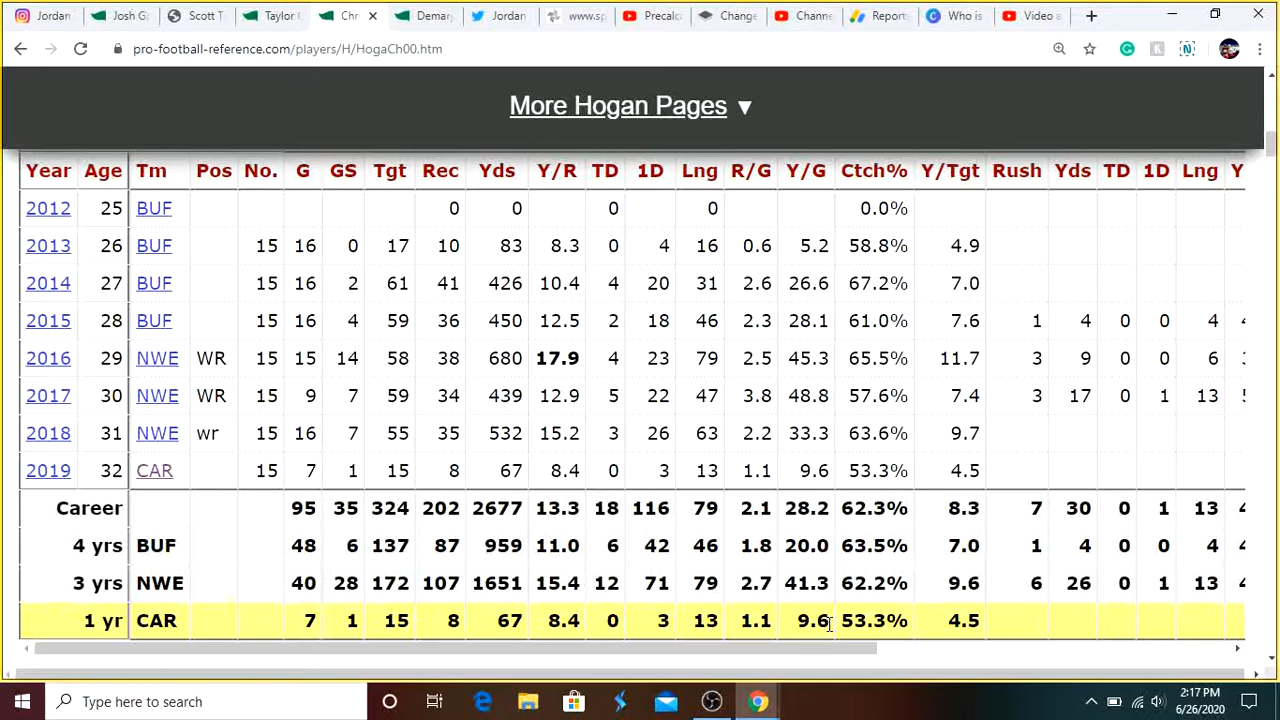 Jordan
Josh Go
Scott T
Taylor
Chr
Demar
Jordan
www.sp
Precalc
Change
Chann
Reports
Who is
Video a
pro-football-reference.com/players/H/HogaCh00.htm
More Hogan Pages ▼
Year Age Tm Pos No. G GS Tgt Rec Yds Y/R TD 1D Lng R/G Y/G Ctch% Y/Tgt Rush Yds TD 1D Lng Y
2012 25 BUF 0 0 0 0 0.0%
2013 26 BUF 15 16 0 17 10 83 8.3 0 4 16 0.6 5.2 58.8% 4.9
2014 27 BUF 15 16 2 61 41 426 10.4 4 20 31 2.6 26.6 67.2% 7.0
2015 28 BUF 15 16 4 59 36 450 12.5 2 18 46 2.3 28.1 61.0% 7.6 1 4 0 0 4
2016 29 NWE WR 15 15 14 58 38 680 17.9 4 23 79 2.5 45.3 65.5% 11.7 3 9 0 0 6
2017 30 NWE WR 15 9 7 59 34 439 12.9 5 22 47 3.8 48.8 57.6% 7.4 3 17 0 1 13
2018 31 NWE wr 15 16 7 55 35 532 15.2 3 26 63 2.2 33.3 63.6% 9.7
2019 32 CAR 15 7 1 15 8 67 8.4 0 3 13 1.1 9.6 53.3% 4.5
Career 95 35 324 202 2677 13.3 18 116 79 2.1 28.2 62.3% 8.3 7 30 0 1 13
4 yrs BUF 48 6 137 87 959 11.0 6 42 46 1.8 20.0 63.5% 7.0 1 4 0 0 4
3 yrs NWE 40 28 172 107 1651 15.4 12 71 79 2.7 41.3 62.2% 9.6 6 26 0 1 13
1 yr CAR 7 1 15 8 67 8.4 0 3 13 1.1 9.6 53.3% 4.5
Type here to search
2:17 PM
6/26/2020